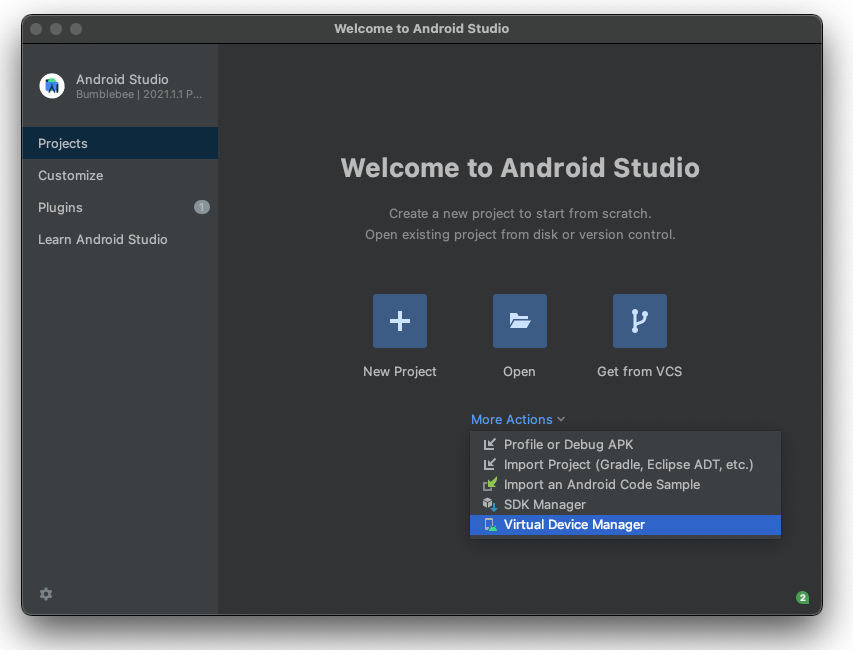 Welcome to Android Studio
Android Studio
Bumblebee | 2021.1.1 P...
Projects
Customize
Plugins
1
Learn Android Studio
Welcome to Android Studio
Create a new project to start from scratch.
Open existing project from disk or version control.
New Project
Open
Get from VCS
More Actions
Profile or Debug APK
Import Project (Gradle, Eclipse ADT, etc.)
Import an Android Code Sample
SDK Manager
Virtual Device Manager
2